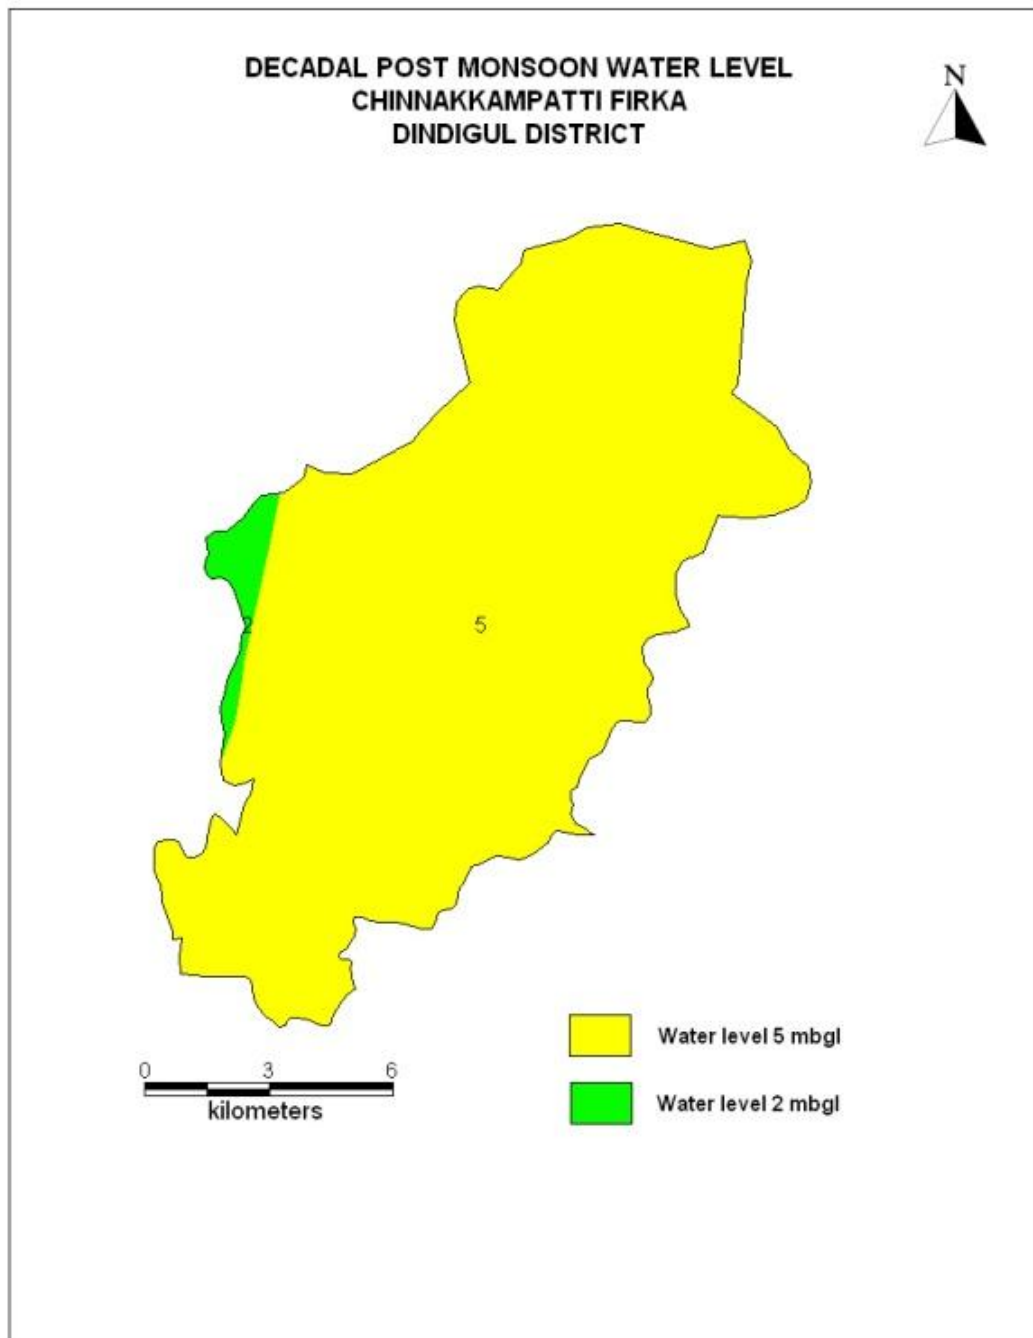 DECADAL POST MONSOON WATER LEVEL
CHINNAKKAMPATTI FIRKA
DINDIGUL DISTRICT
N
2
5
Water level 5 mbgl
0 3 6
kilometers
Water level 2 mbgl